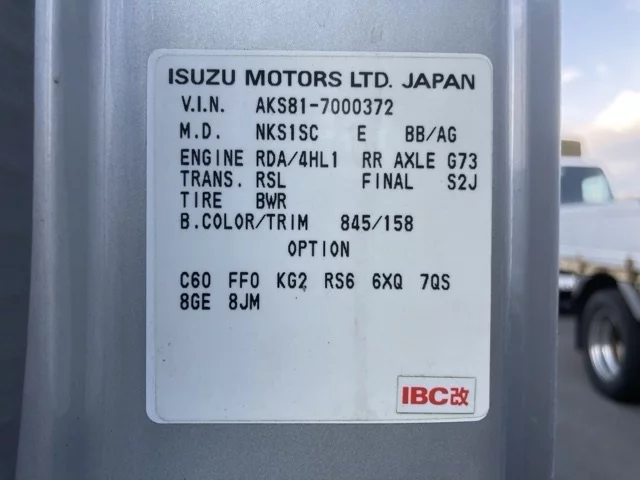 ISUZU MOTORS LTD. JAPAN
V.I.N. AKS81-7000372
M.D. NKS1SC E BB/AG
ENGINE RDA/4HL1 RR AXLE G73
TRANS. RSL FINAL S2J
TIRE BWR
B.COLOR/TRIM 845/158
OPTION
C60 FF0 KG2 RS6 6XQ 7QS
8GE 8JM
IBC改